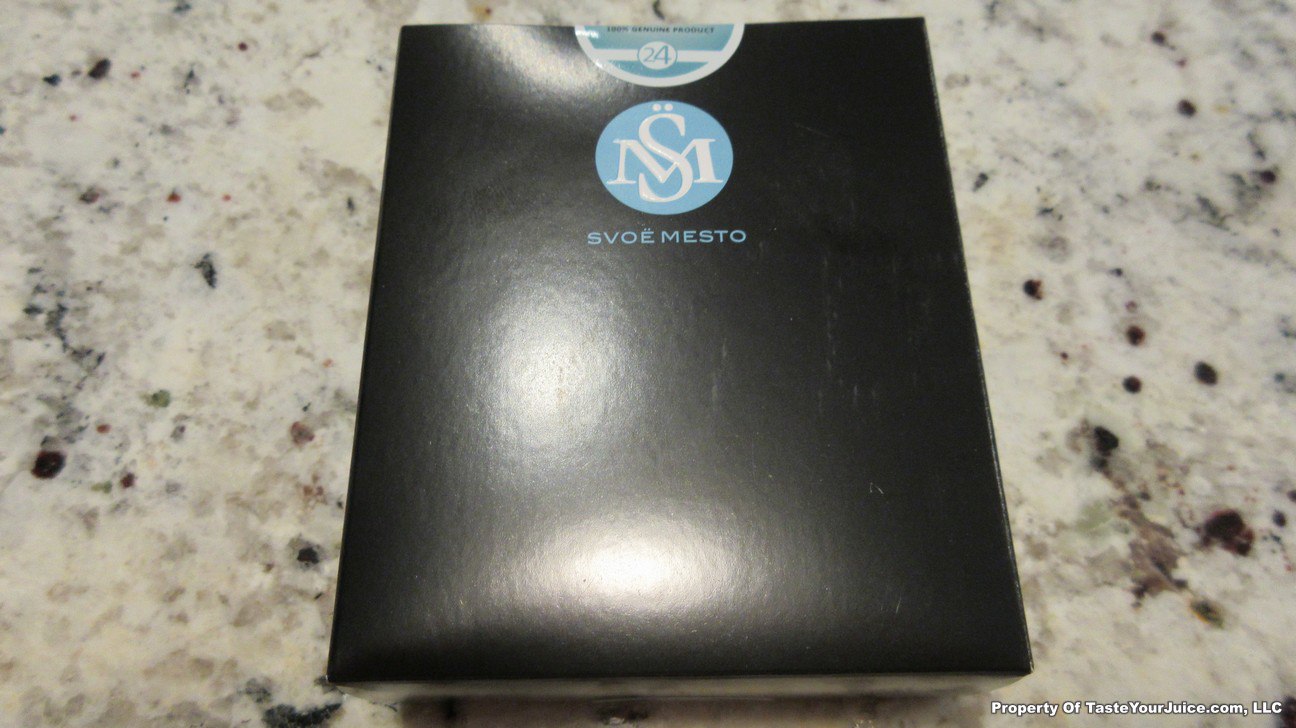 100% GENUINE PRODUCT
24
SM
SVOË MESTO
Property Of TasteYourJuice.com, LLC